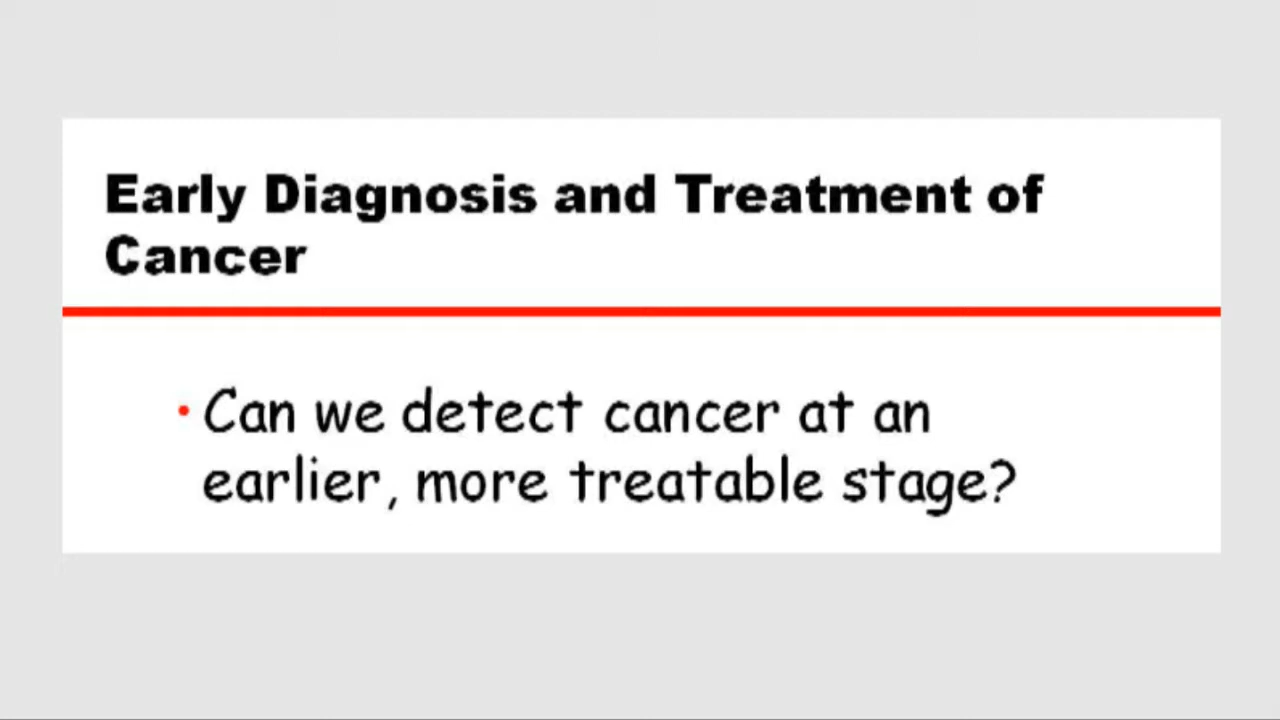 Early Diagnosis and Treatment of
Cancer
• Can we detect cancer at an
earlier, more treatable stage?